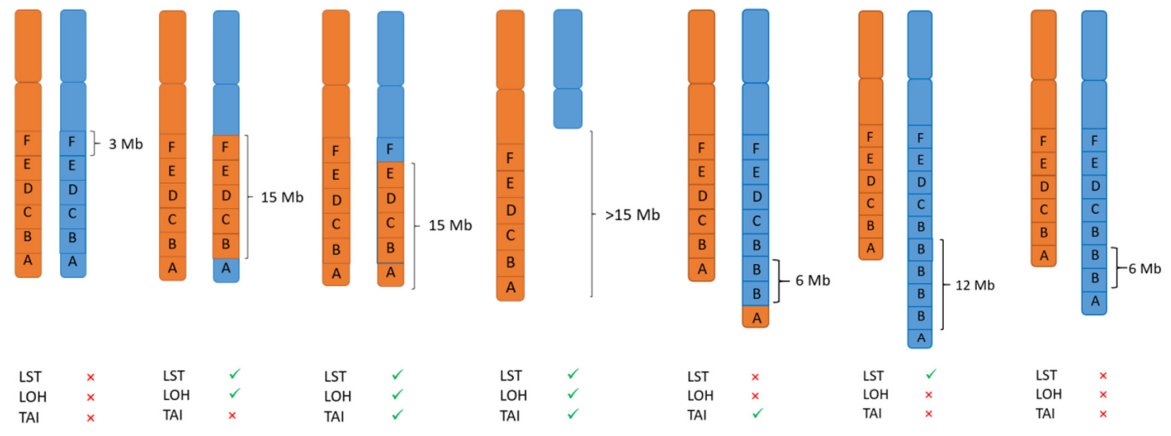 F F 3 Mb
E E
D D
C C
B B
A A
LST ×
LOH ×
TAI ×
F F
E E
D D 15 Mb
C C
B B
A A
LST ✓
LOH ✓
TAI ×
F F
E E
D D
C C 15 Mb
B B
A A
LST ✓
LOH ✓
TAI ✓
F
E
D >15 Mb
C
B
A
LST ✓
LOH ✓
TAI ✓
F F
E E
D D
C C
B B
A B 6 Mb
B
A
LST ×
LOH ×
TAI ✓
F F
E E
D D
C C
B B
A B
B 12 Mb
B
B
A
LST ✓
LOH ×
TAI ×
F F
E E
D D
C C
B B
A B 6 Mb
B
A
LST ×
LOH ×
TAI ×